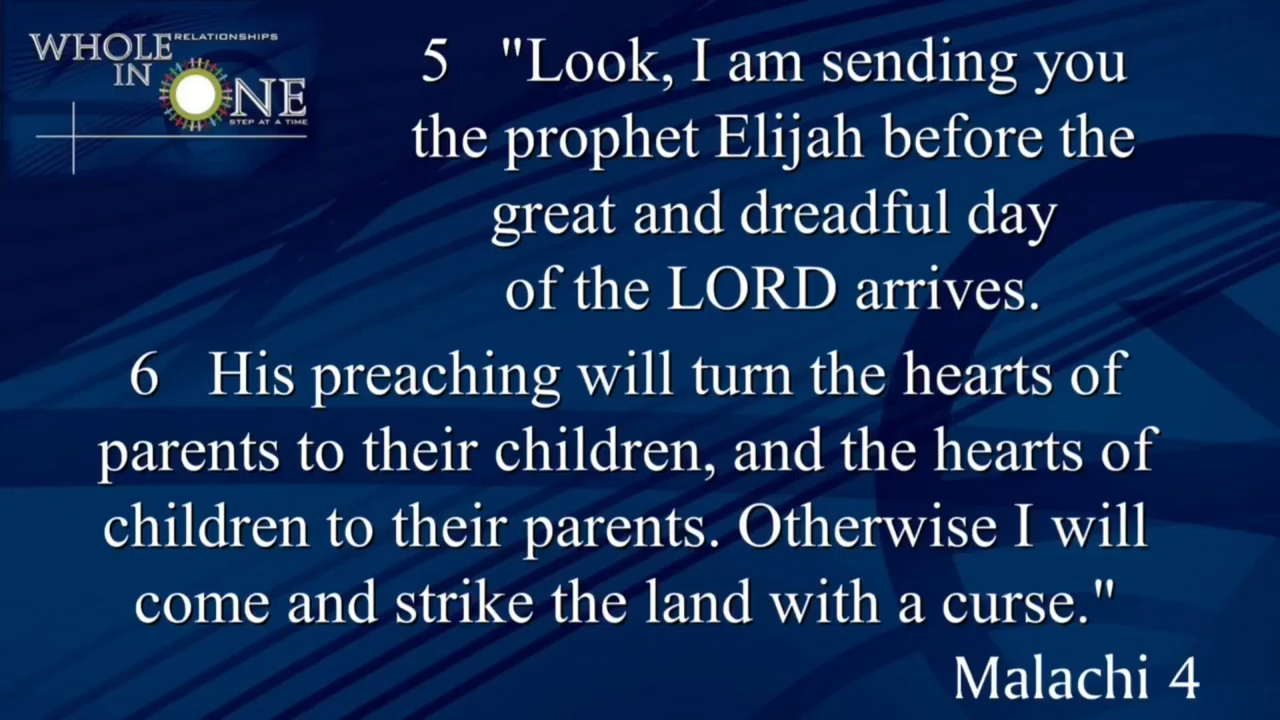 WHOLE RELATIONSHIPS
IN ONE
STEP AT A TIME
5 "Look, I am sending you
the prophet Elijah before the
great and dreadful day
of the LORD arrives.
6 His preaching will turn the hearts of
parents to their children, and the hearts of
children to their parents. Otherwise I will
come and strike the land with a curse."
Malachi 4